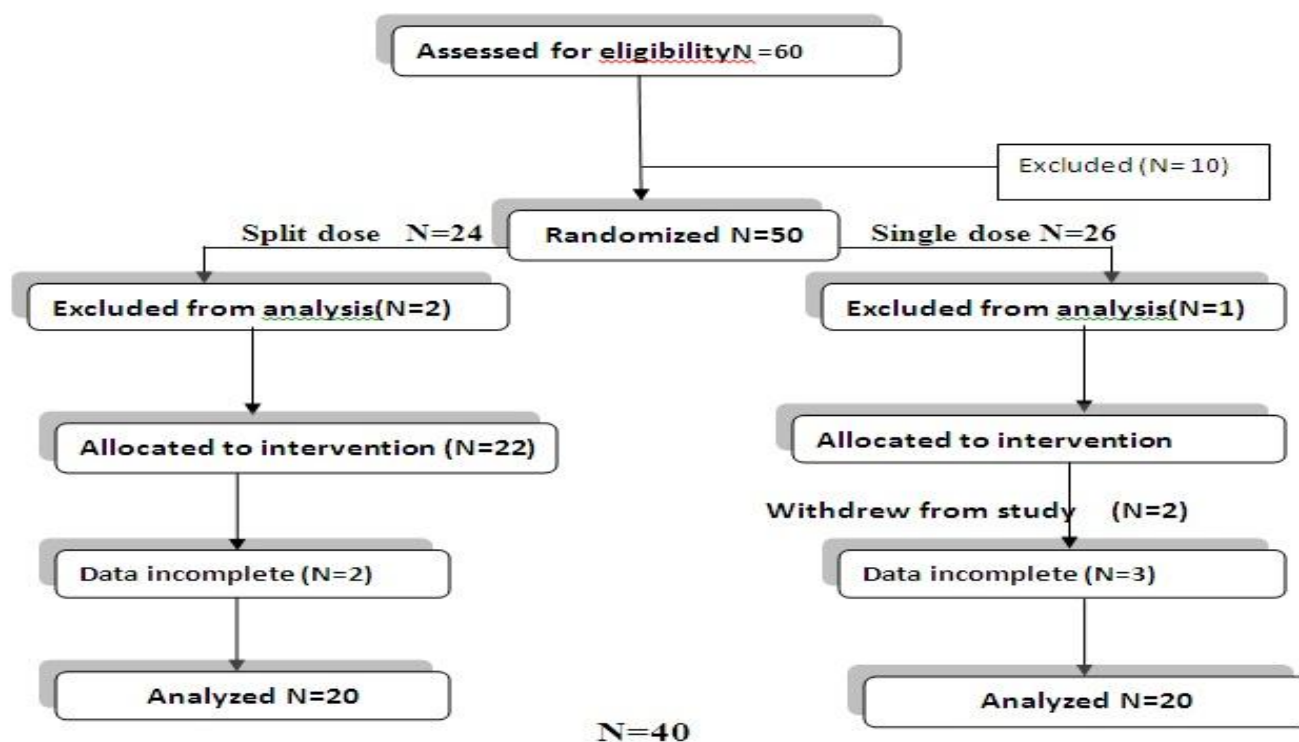 Assessed for eligibilityN =60
Excluded (N= 10)
Split dose N=24
Randomized N=50
Single dose N=26
Excluded from analysis(N=2)
Excluded from analysis(N=1)
Allocated to intervention (N=22)
Allocated to intervention
Withdrew from study (N=2)
Data incomplete (N=2)
Data incomplete (N=3)
Analyzed N=20
Analyzed N=20
N=40